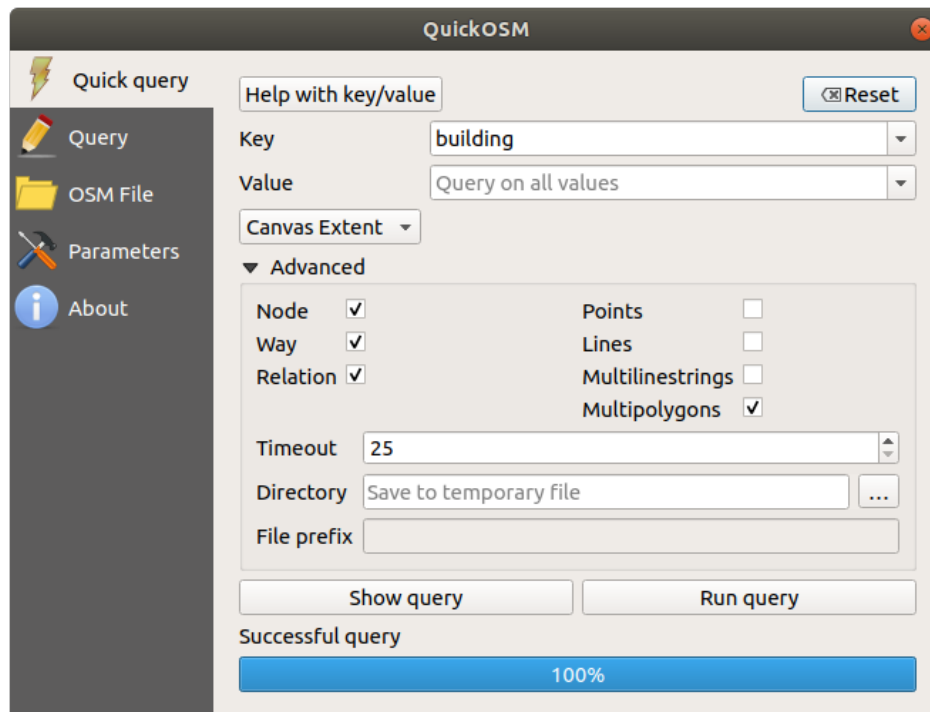 QuickOSM
Quick query
Query
OSM File
Parameters
About
Help with key/value
Reset
Key building
Value Query on all values
Canvas Extent
Advanced
Node Points
Way Lines
Relation Multilinestrings
Multipolygons
Timeout 25
Directory Save to temporary file ...
File prefix
Show query Run query
Successful query
100%